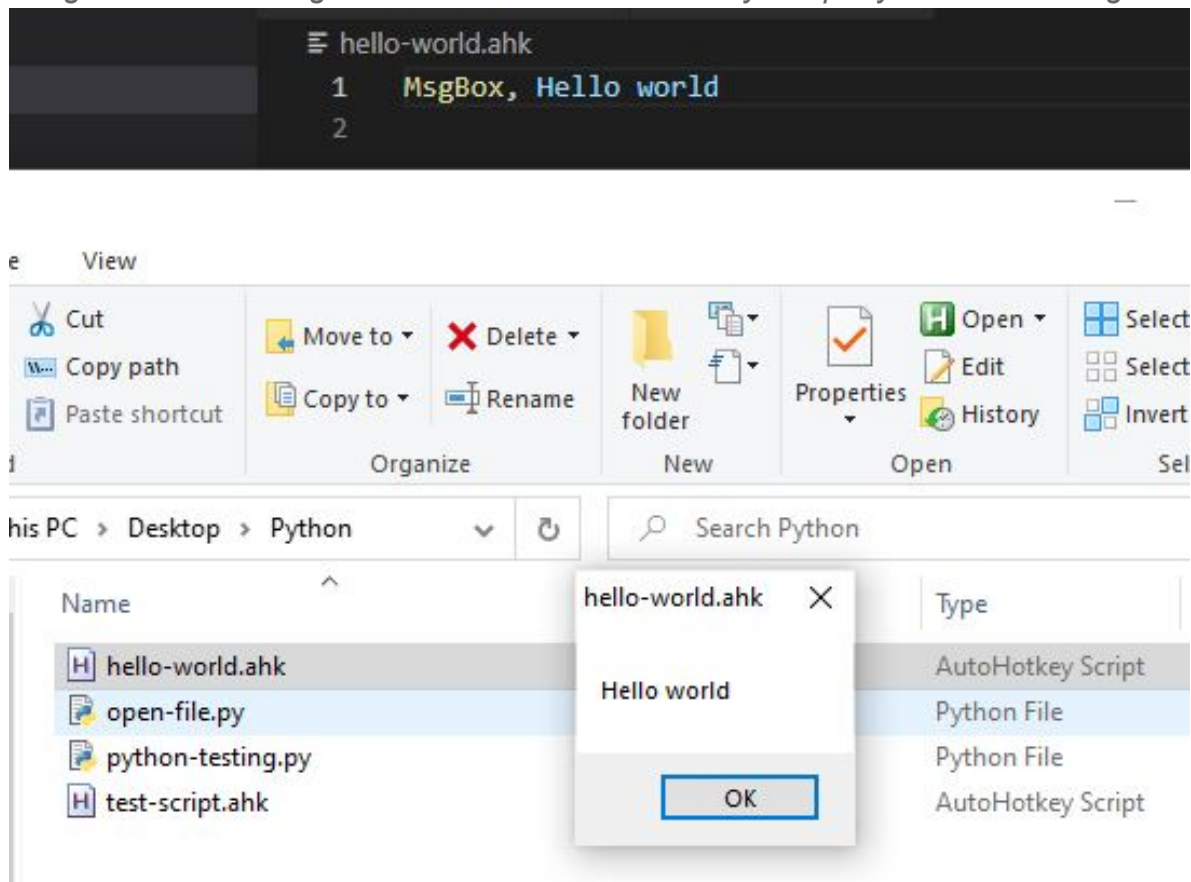 hello-world.ahk
1 MsgBox, Hello world
2
View
Cut
Copy path
Paste shortcut
Move to
Copy to
Delete
Rename
Organize
New folder
New
Properties
Open
Edit
History
Open
Select
Select
Invert
Sel
his PC > Desktop > Python
Search Python
Name
Type
hello-world.ahk
AutoHotkey Script
open-file.py
Python File
python-testing.py
Python File
test-script.ahk
AutoHotkey Script
hello-world.ahk
Hello world
OK